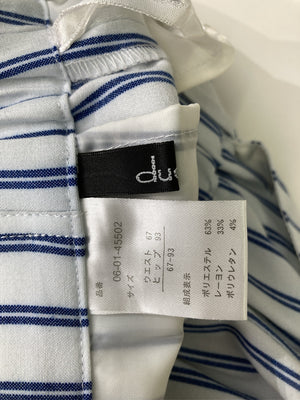 品番 06-01-45502
サイズ
ウエスト 67
ヒップ 93
67-93
組成表示
ポリエステル 63%
レーヨン 33%
ポリウレタン 4%